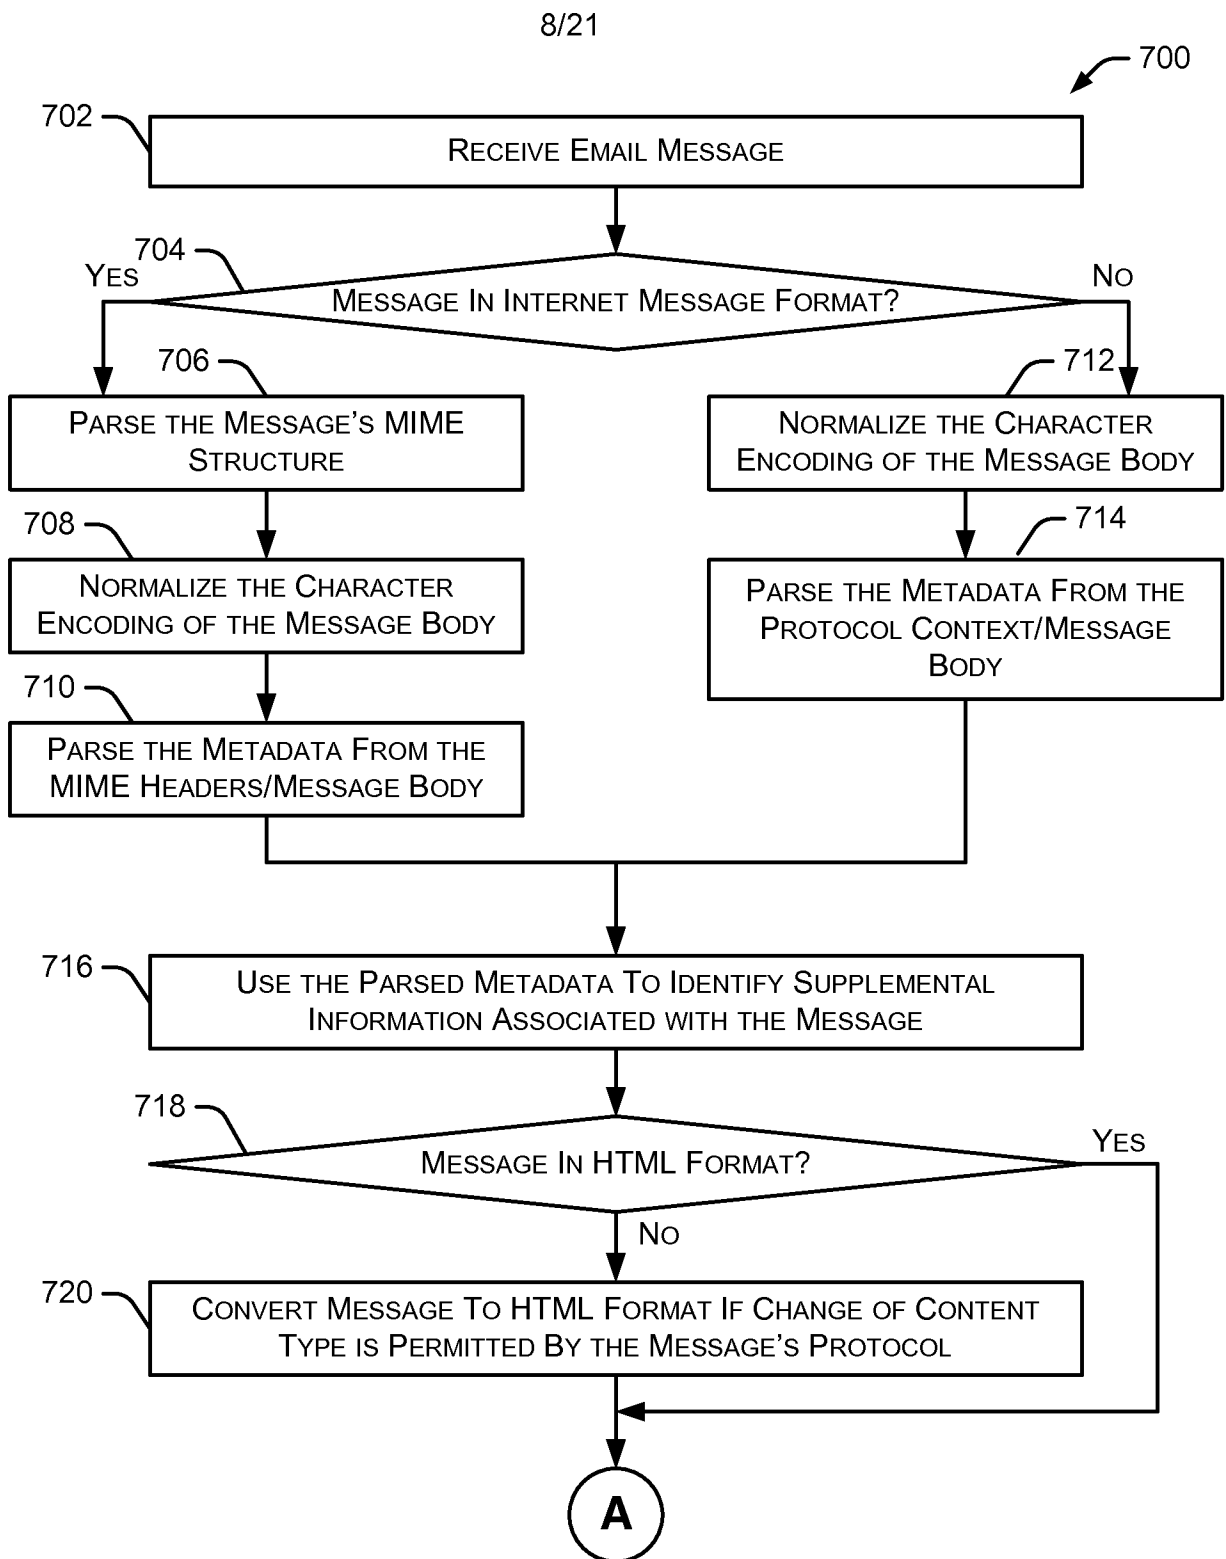 8/21
700
702
RECEIVE EMAIL MESSAGE
704
YES
NO
MESSAGE IN INTERNET MESSAGE FORMAT?
706
712
PARSE THE MESSAGE'S MIME
STRUCTURE
NORMALIZE THE CHARACTER
ENCODING OF THE MESSAGE BODY
708
714
NORMALIZE THE CHARACTER
ENCODING OF THE MESSAGE BODY
PARSE THE METADATA FROM THE
PROTOCOL CONTEXT/MESSAGE
BODY
710
PARSE THE METADATA FROM THE
MIME HEADERS/MESSAGE BODY
716
USE THE PARSED METADATA TO IDENTIFY SUPPLEMENTAL
INFORMATION ASSOCIATED WITH THE MESSAGE
718
MESSAGE IN HTML FORMAT?
YES
NO
720
CONVERT MESSAGE TO HTML FORMAT IF CHANGE OF CONTENT
TYPE IS PERMITTED BY THE MESSAGE'S PROTOCOL
A